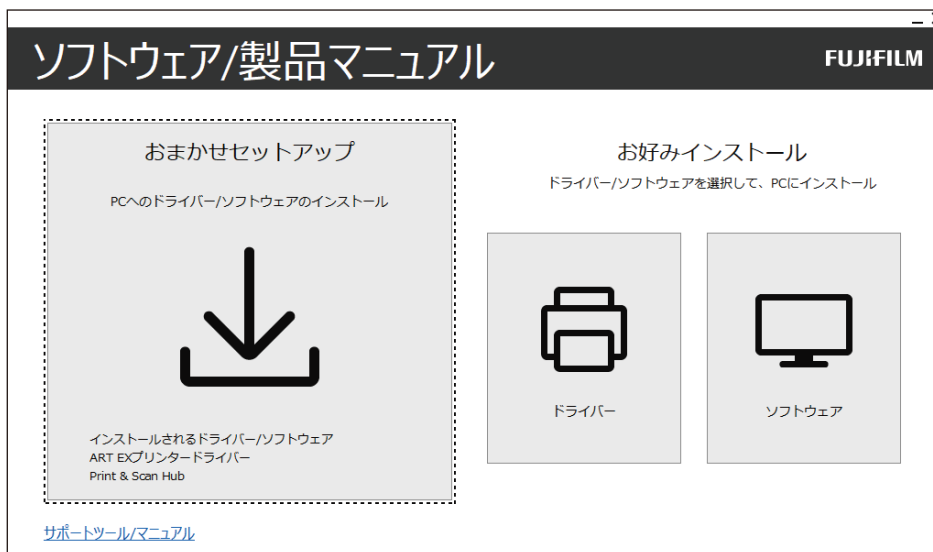 ソフトウェア/製品マニュアル
FUJIFILM
おまかせセットアップ
PCへのドライバー/ソフトウェアのインストール
インストールされるドライバー/ソフトウェア
ART EXプリンタードライバー
Print & Scan Hub
お好みインストール
ドライバー/ソフトウェアを選択して、PCにインストール
ドライバー
ソフトウェア
サポートツール/マニュアル